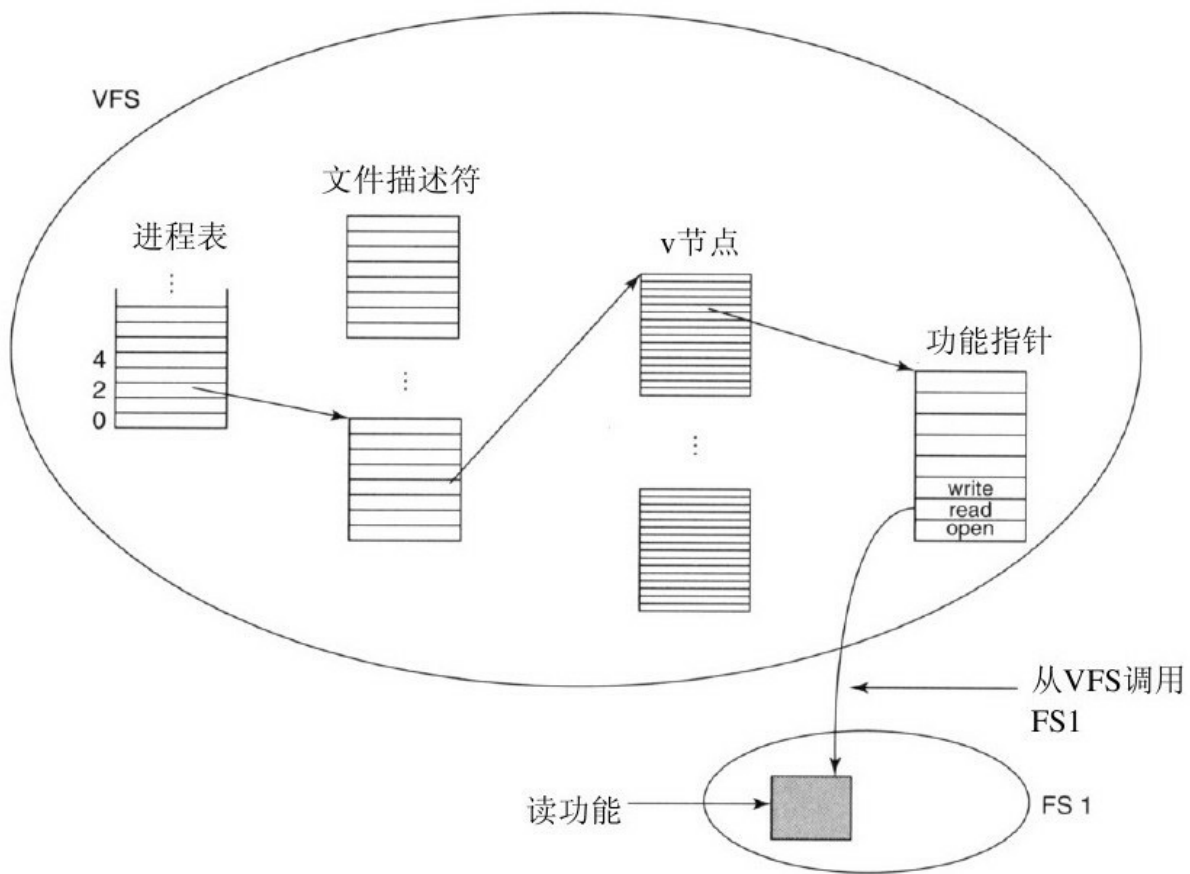 VFS
文件描述符
进程表
v节点
功能指针
4
2
0
write
read
open
从VFS调用
FS1
读功能
FS 1